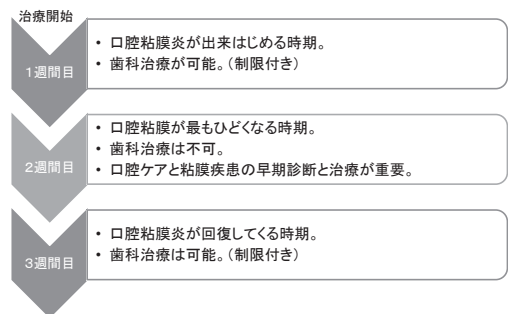 治療開始
1週間目
• 口腔粘膜炎が出来はじめる時期。
• 歯科治療が可能。（制限付き）
2週間目
• 口腔粘膜が最もひどくなる時期。
• 歯科治療は不可。
• 口腔ケアと粘膜疾患の早期診断と治療が重要。
3週間目
• 口腔粘膜炎が回復してくる時期。
• 歯科治療は可能。（制限付き）